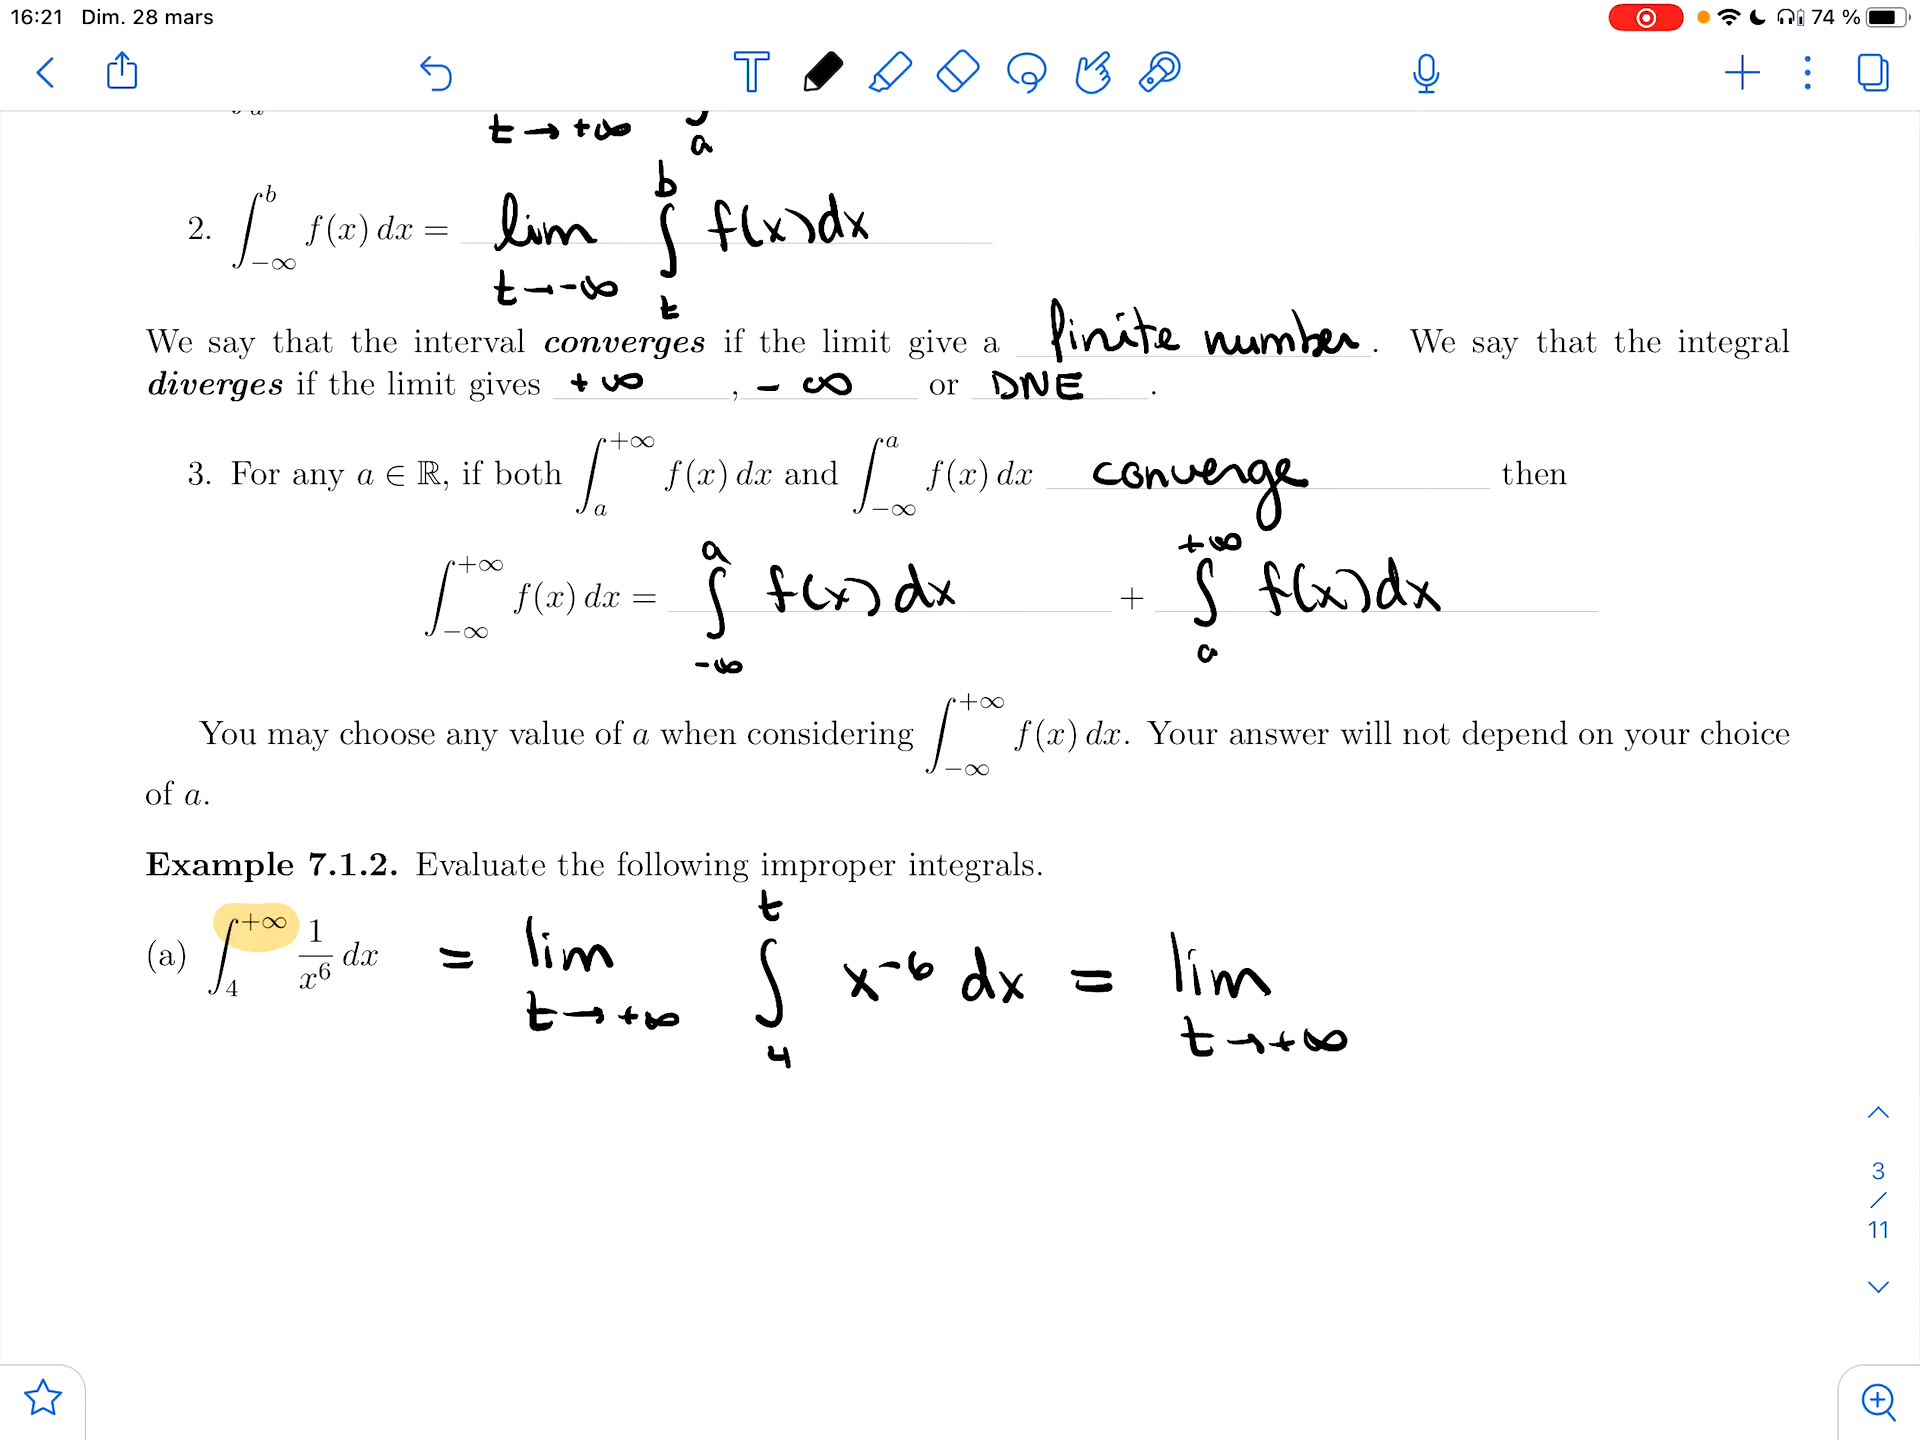 16:21 Dim. 28 mars 74 %
t → +∞ a
2. ∫_{-∞}^{b} f(x) dx = lim_{t→-∞} ∫_{t}^{b} f(x)dx
We say that the interval converges if the limit give a finite number. We say that the integral
diverges if the limit gives +∞, -∞ or DNE.
3. For any a ∈ ℝ, if both ∫_{a}^{+∞} f(x) dx and ∫_{-∞}^{a} f(x) dx converge then
∫_{-∞}^{+∞} f(x) dx = ∫_{-∞}^{a} f(x) dx + ∫_{a}^{+∞} f(x)dx
You may choose any value of a when considering ∫_{-∞}^{+∞} f(x) dx. Your answer will not depend on your choice
of a.
Example 7.1.2. Evaluate the following improper integrals.
(a) ∫_{4}^{+∞} 1/x^6 dx = lim_{t→+∞} ∫_{4}^{t} x^{-6} dx = lim_{t→+∞}
3
/
11